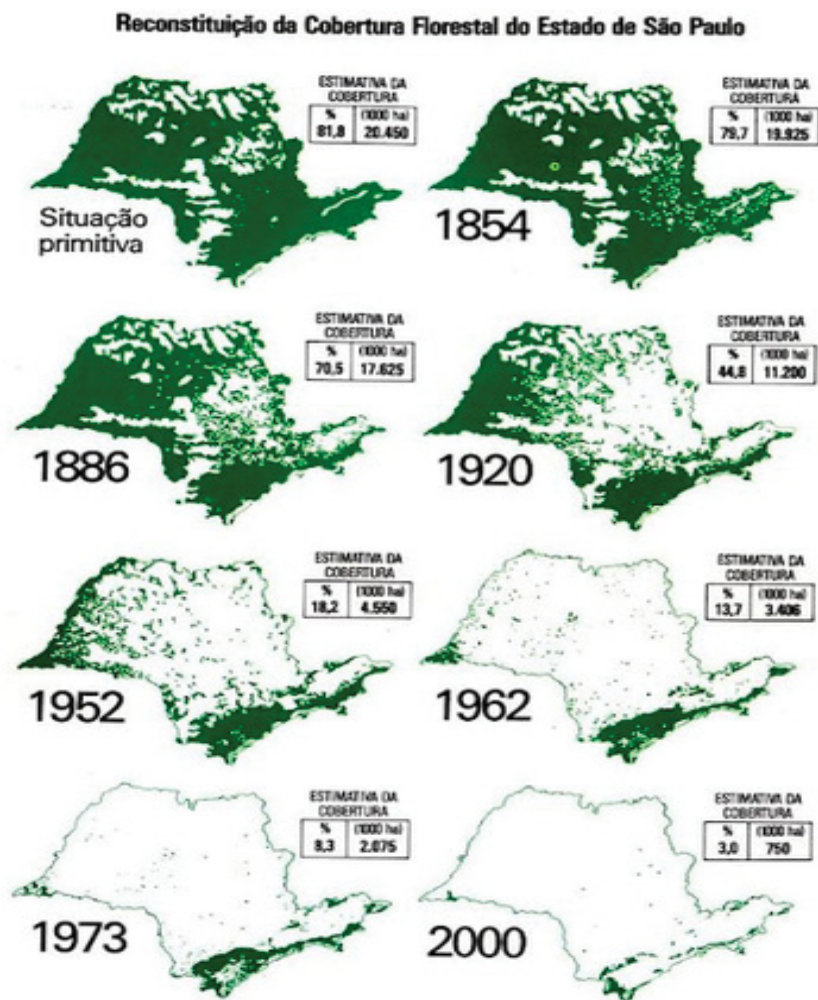 Reconstituição da Cobertura Florestal do Estado de São Paulo
ESTIMATIVA DA
COBERTURA
% (1000 ha)
81,8 20.450
Situação
primitiva
ESTIMATIVA DA
COBERTURA
% (1000 ha)
79,7 19.925
1854
ESTIMATIVA DA
COBERTURA
% (1000 ha)
70,5 17.625
1886
ESTIMATIVA DA
COBERTURA
% (1000 ha)
44,8 11.200
1920
ESTIMATIVA DA
COBERTURA
% (1000 ha)
18,2 4.550
1952
ESTIMATIVA DA
COBERTURA
% (1000 ha)
13,7 3.406
1962
ESTIMATIVA DA
COBERTURA
% (1000 ha)
8,3 2.075
1973
ESTIMATIVA DA
COBERTURA
% (1000 ha)
3,0 750
2000